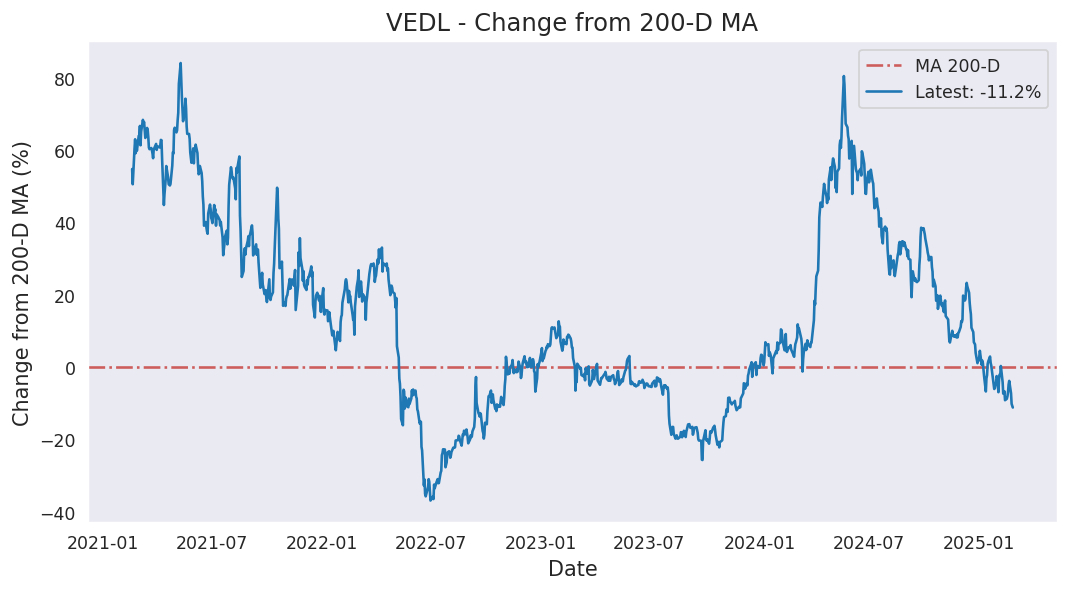 VEDL - Change from 200-D MA
MA 200-D
Latest: -11.2%
Change from 200-D MA (%)
80
60
40
20
0
−20
−40
2021-01 2021-07 2022-01 2022-07 2023-01 2023-07 2024-01 2024-07 2025-01
Date